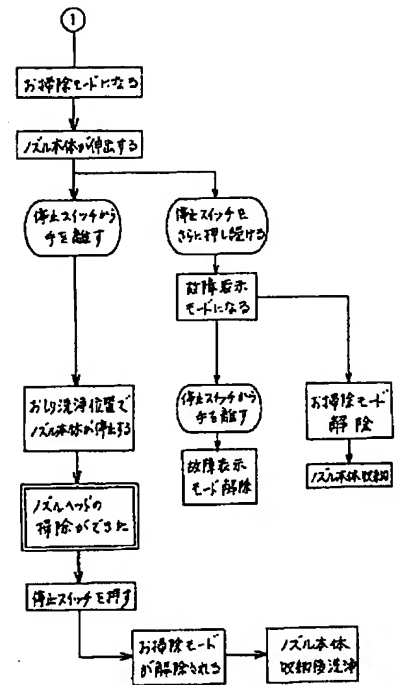 1
お掃除モードになる
ノズル本体が伸出する
停止スイッチから
手を離す
停止スイッチを
さらに押し続ける
故障表示
モードになる
おしり洗浄位置で
ノズル本体が停止する
停止スイッチから
手を離す
お掃除モード
解除
ノズルヘッドの
掃除ができた
故障表示
モード解除
ノズル本体収納
停止スイッチを押す
お掃除モード
が解除される
ノズル本体
収納後洗浄